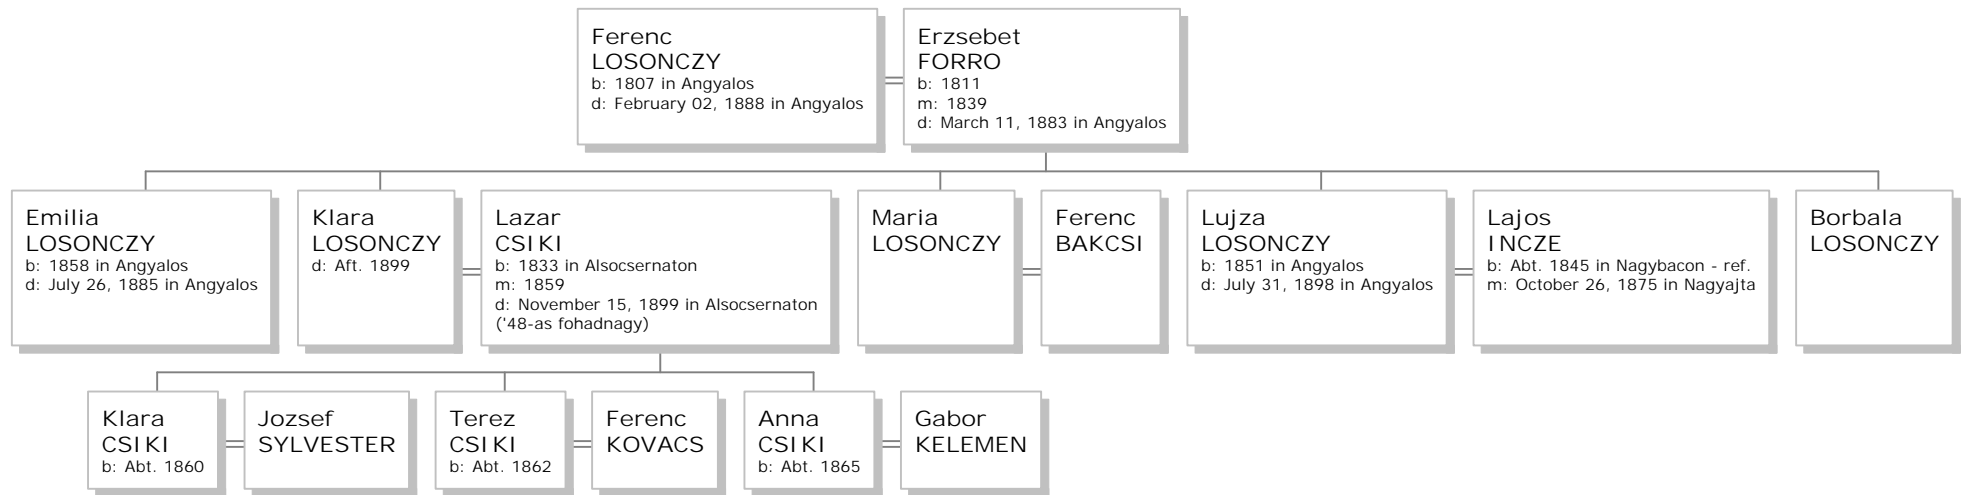 Ferenc
LOSONCZY
b: 1807 in Angyalos
d: February 02, 1888 in Angyalos
Erzsebet
FORRO
b: 1811
m: 1839
d: March 11, 1883 in Angyalos
Emilia
LOSONCZY
b: 1858 in Angyalos
d: July 26, 1885 in Angyalos
Klara
LOSONCZY
d: Aft. 1899
Lazar
CSIKI
b: 1833 in Alsocsernaton
m: 1859
d: November 15, 1899 in Alsocsernaton
('48-as fohadnagy)
Maria
LOSONCZY
Ferenc
BAKCSI
Lujza
LOSONCZY
b: 1851 in Angyalos
d: July 31, 1898 in Angyalos
Lajos
INCZE
b: Abt. 1845 in Nagybacon - ref.
m: October 26, 1875 in Nagyajta
Borbala
LOSONCZY
Klara
CSIKI
b: Abt. 1860
Jozsef
SYLVESTER
Terez
CSIKI
b: Abt. 1862
Ferenc
KOVACS
Anna
CSIKI
b: Abt. 1865
Gabor
KELEMEN